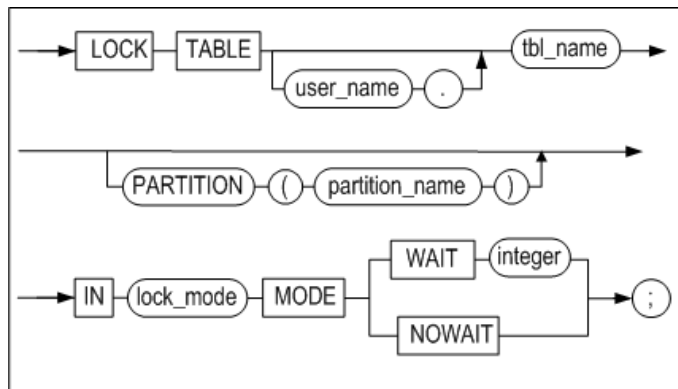 LOCK TABLE tbl_name
user_name .
PARTITION ( partition_name )
WAIT integer
IN lock_mode MODE ;
NOWAIT